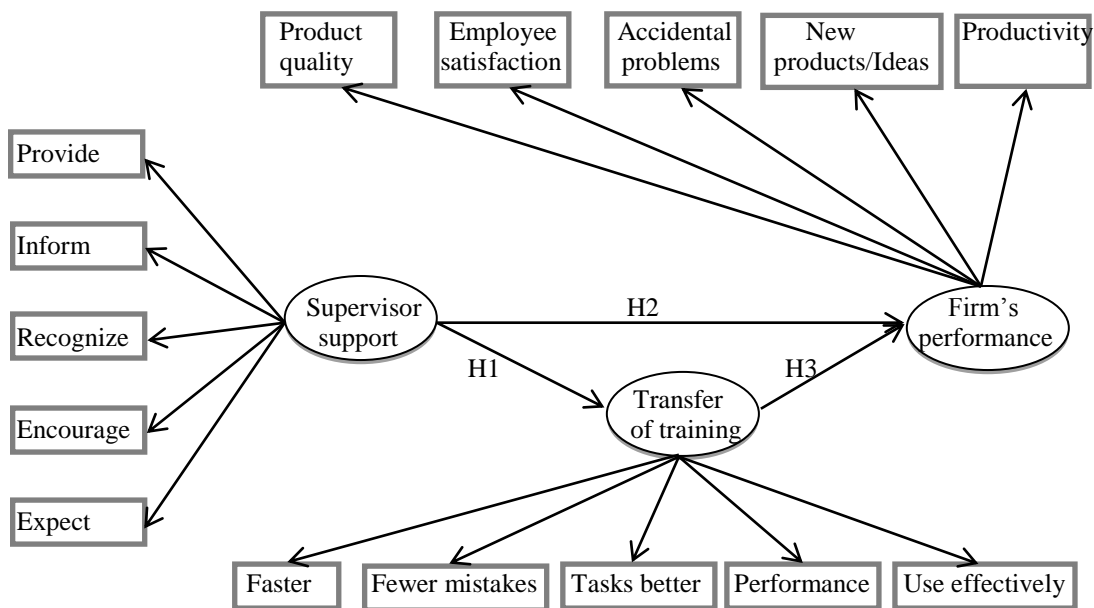 Product
quality
Employee
satisfaction
Accidental
problems
New
products/Ideas
Productivity
Provide
Inform
Recognize
Encourage
Expect
Supervisor
support
H2
H1
H3
Firm’s
performance
Transfer
of training
Faster
Fewer mistakes
Tasks better
Performance
Use effectively